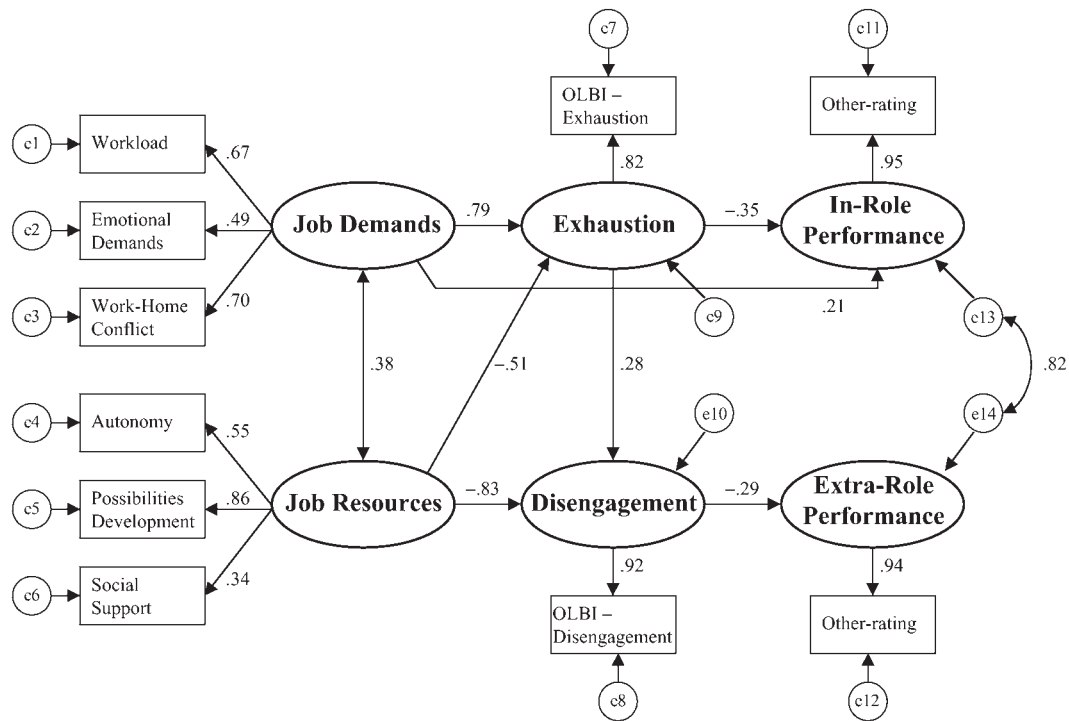 c7
c11
OLBI –
Exhaustion
Other-rating
c1
Workload
.67
.82
.95
c2
Emotional
Demands
.49
Job Demands
.79
Exhaustion
–.35
In-Role
Performance
c3
Work-Home
Conflict
.70
.21
c9
c13
.38
–.51
.28
.82
c4
Autonomy
.55
e10
e14
c5
Possibilities
Development
.86
Job Resources
–.83
Disengagement
–.29
Extra-Role
Performance
c6
Social
Support
.34
.92
.94
OLBI –
Disengagement
Other-rating
c8
c12